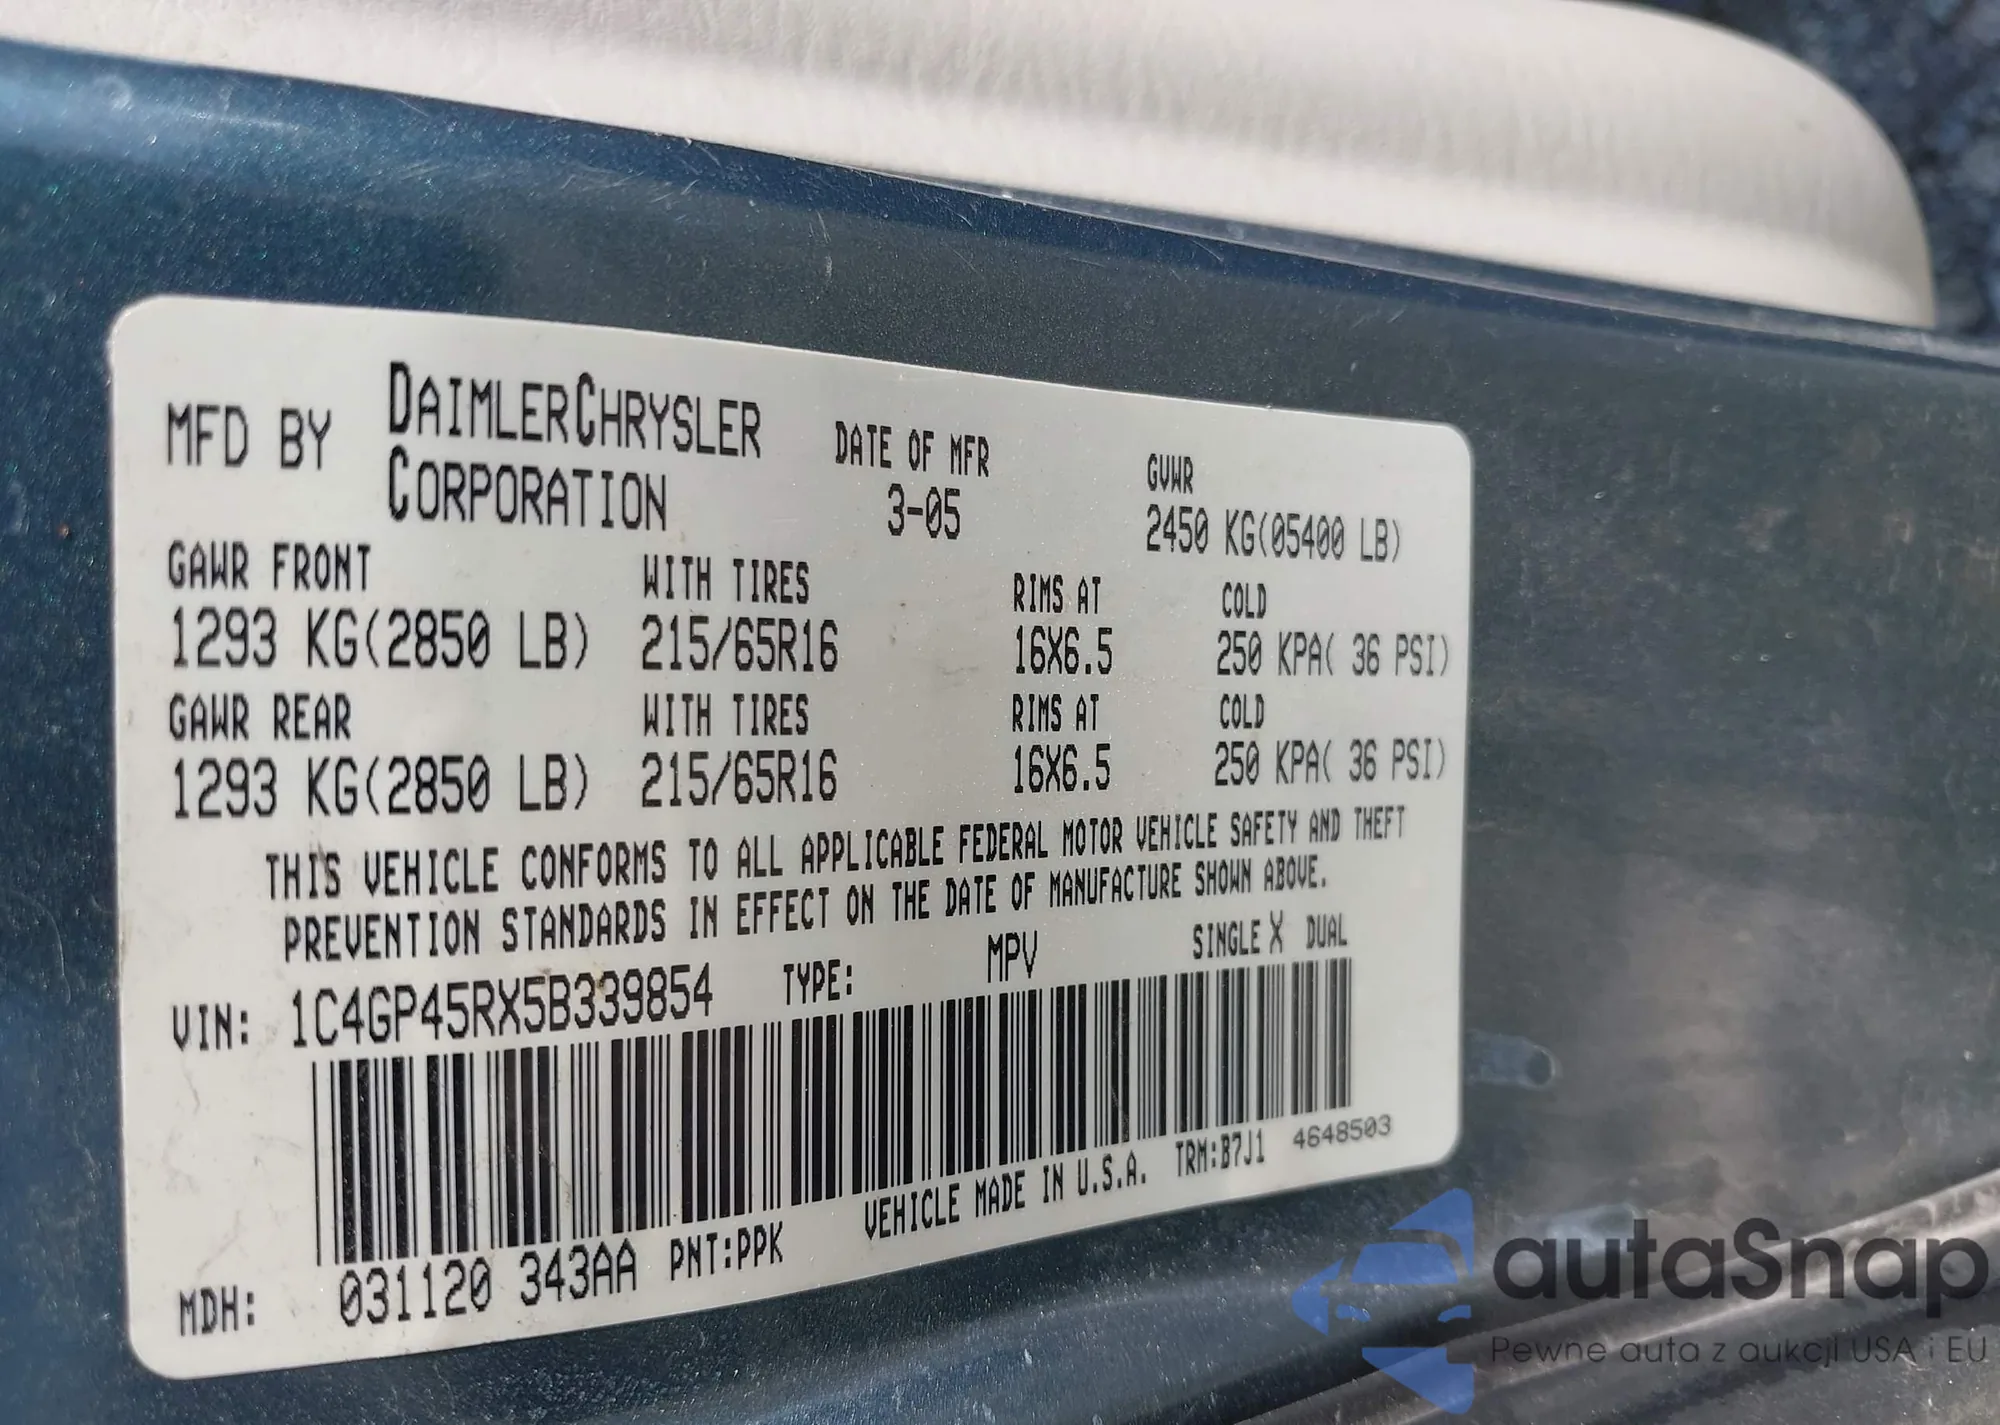 MFD BY DAIMLERCHRYSLER CORPORATION
DATE OF MFR 3-05
GVWR 2450 KG(05400 LB)
GAWR FRONT WITH TIRES RIMS AT COLD
1293 KG(2850 LB) 215/65R16 16X6.5 250 KPA( 36 PSI)
GAWR REAR WITH TIRES RIMS AT COLD
1293 KG(2850 LB) 215/65R16 16X6.5 250 KPA( 36 PSI)
THIS VEHICLE CONFORMS TO ALL APPLICABLE FEDERAL MOTOR VEHICLE SAFETY AND THEFT
PREVENTION STANDARDS IN EFFECT ON THE DATE OF MANUFACTURE SHOWN ABOVE.
VIN: 1C4GP45RX5B339854 TYPE: MPV SINGLE X DUAL
MDH: 031120 343AA PNT:PPK VEHICLE MADE IN U.S.A. TRM:B7J1 4648503
autaSnap
Pewne auta z aukcji USA i EU